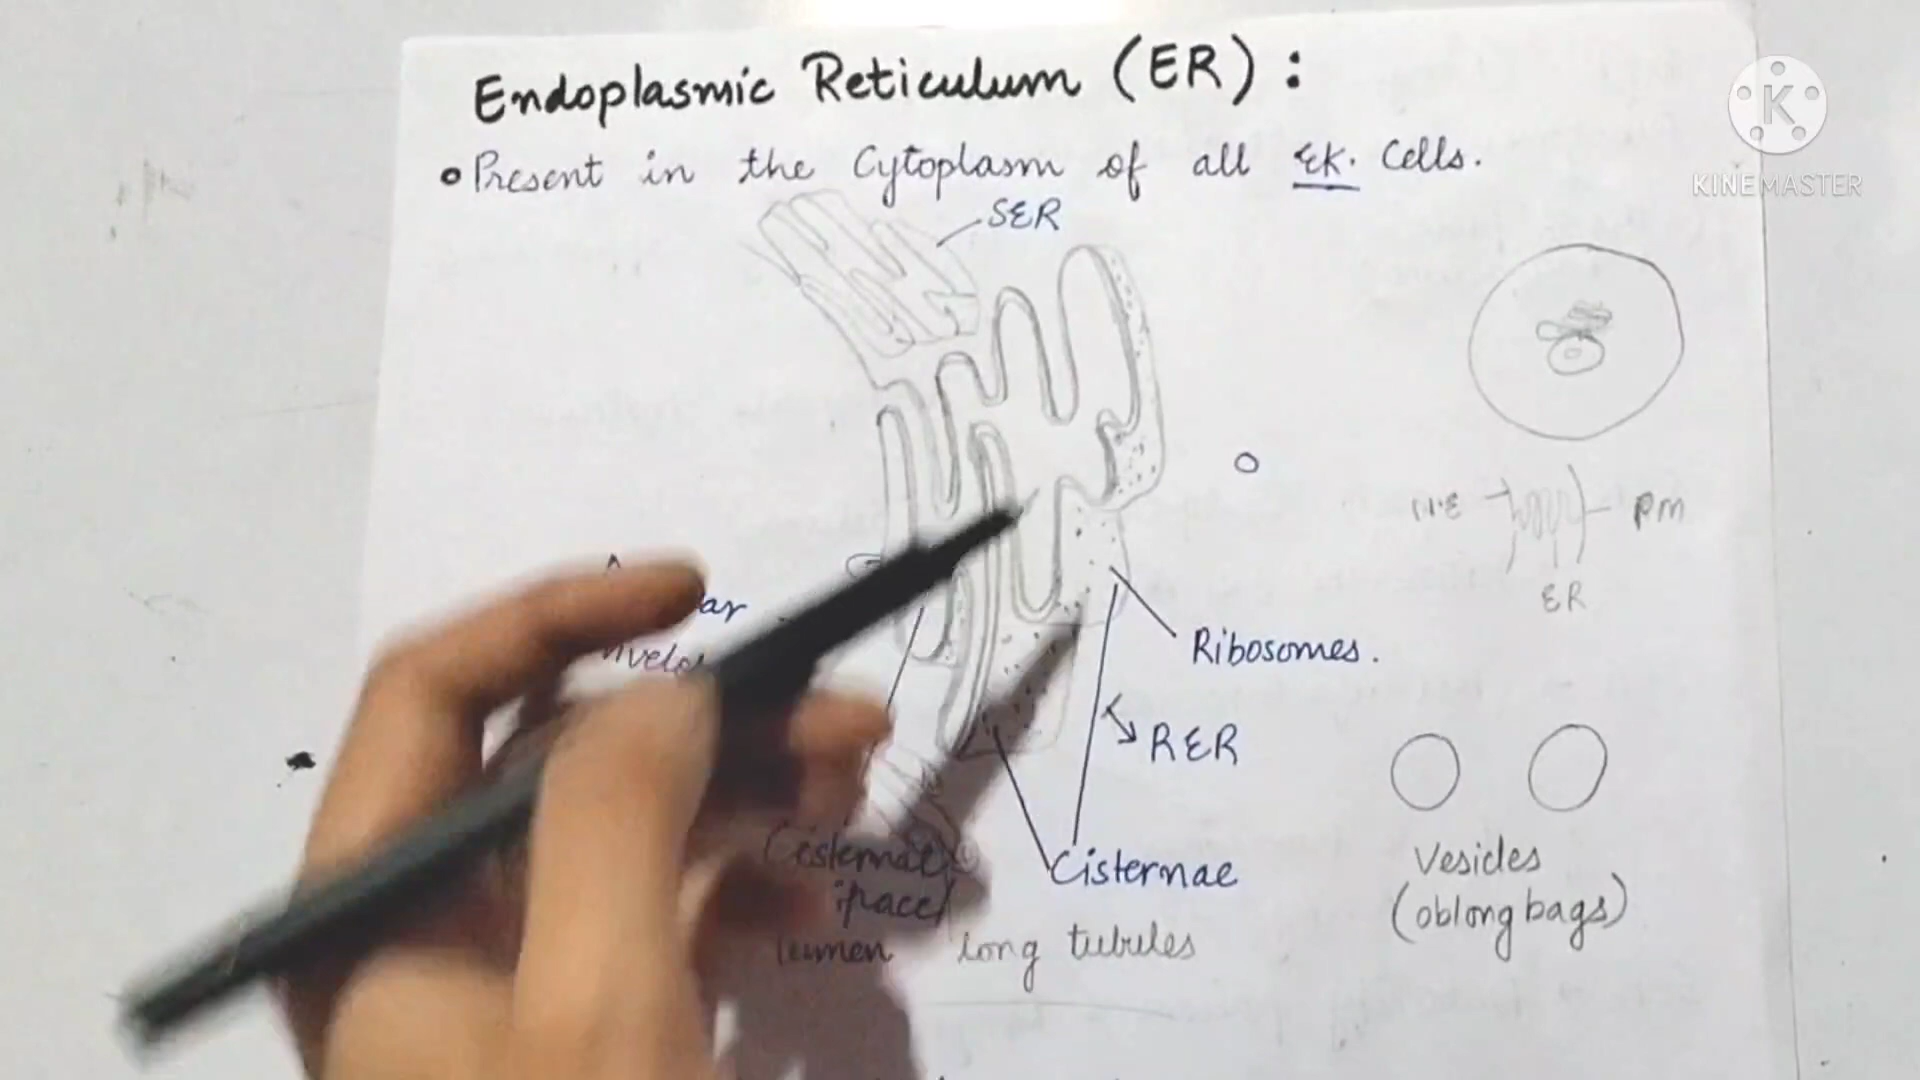 Endoplasmic Reticulum (ER) :
• Present in the Cytoplasm of all EK. Cells.
SER
KINEMASTER
N.E
PM
ER
Ribosomes.
RER
Cisternae
Cisternae
lumen
long tubules
Vesicles
(oblong bags)